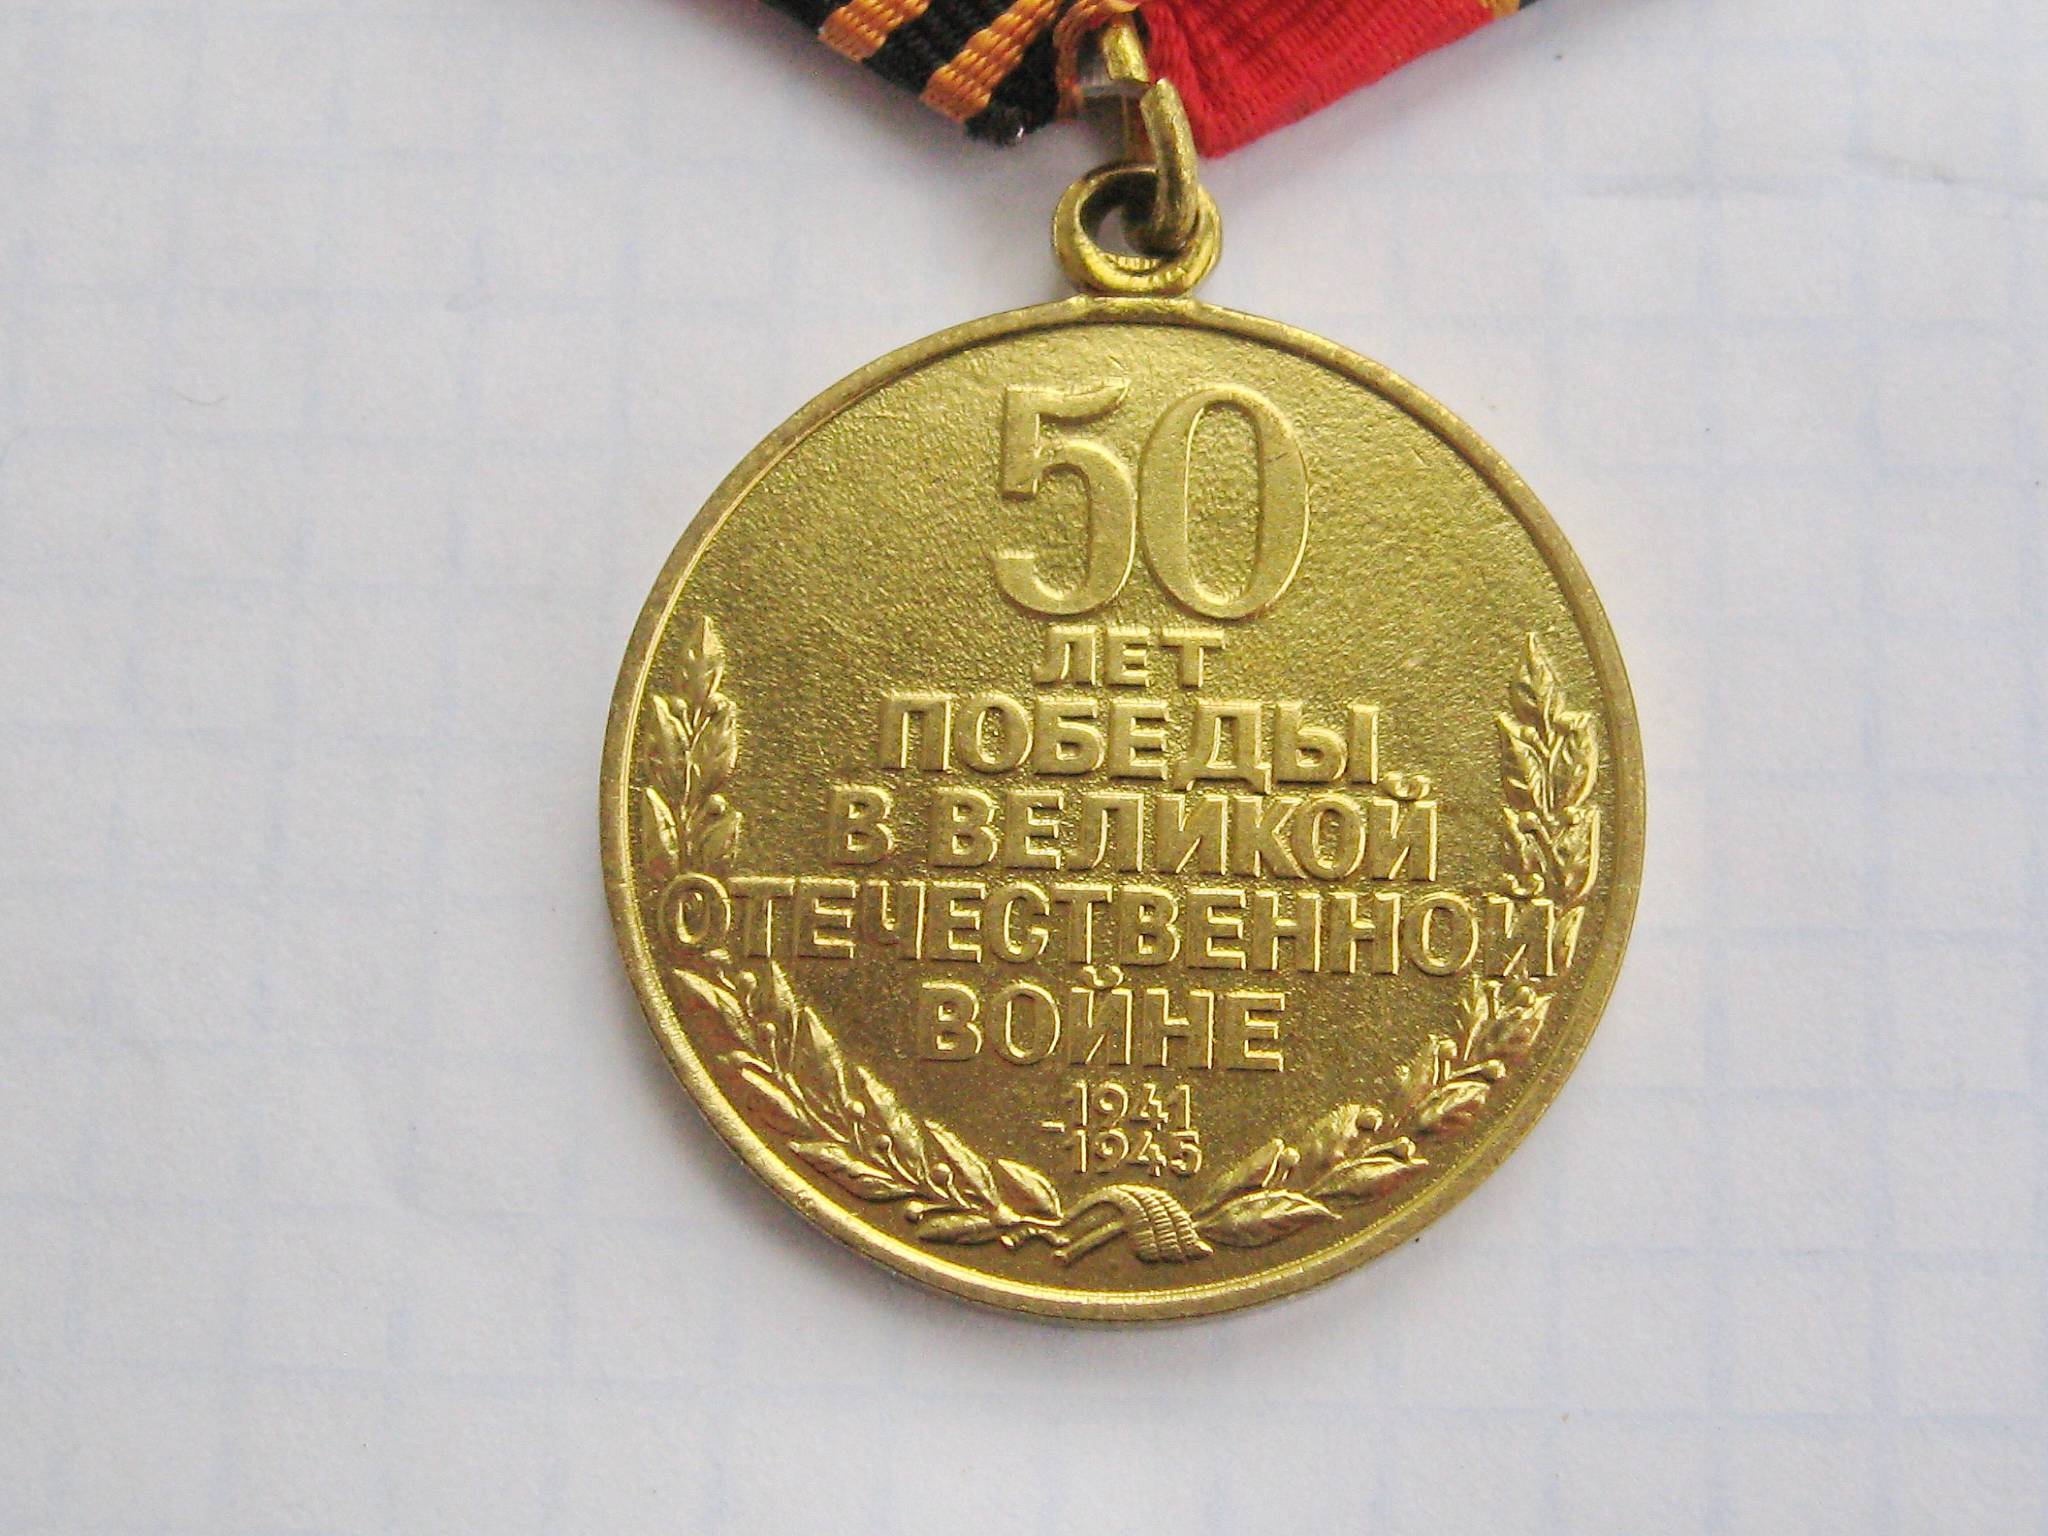 50
ЛЕТ
ПОБЕДЫ
В ВЕЛИКОЙ
ОТЕЧЕСТВЕННОЙ
ВОЙНЕ
1941
-1945